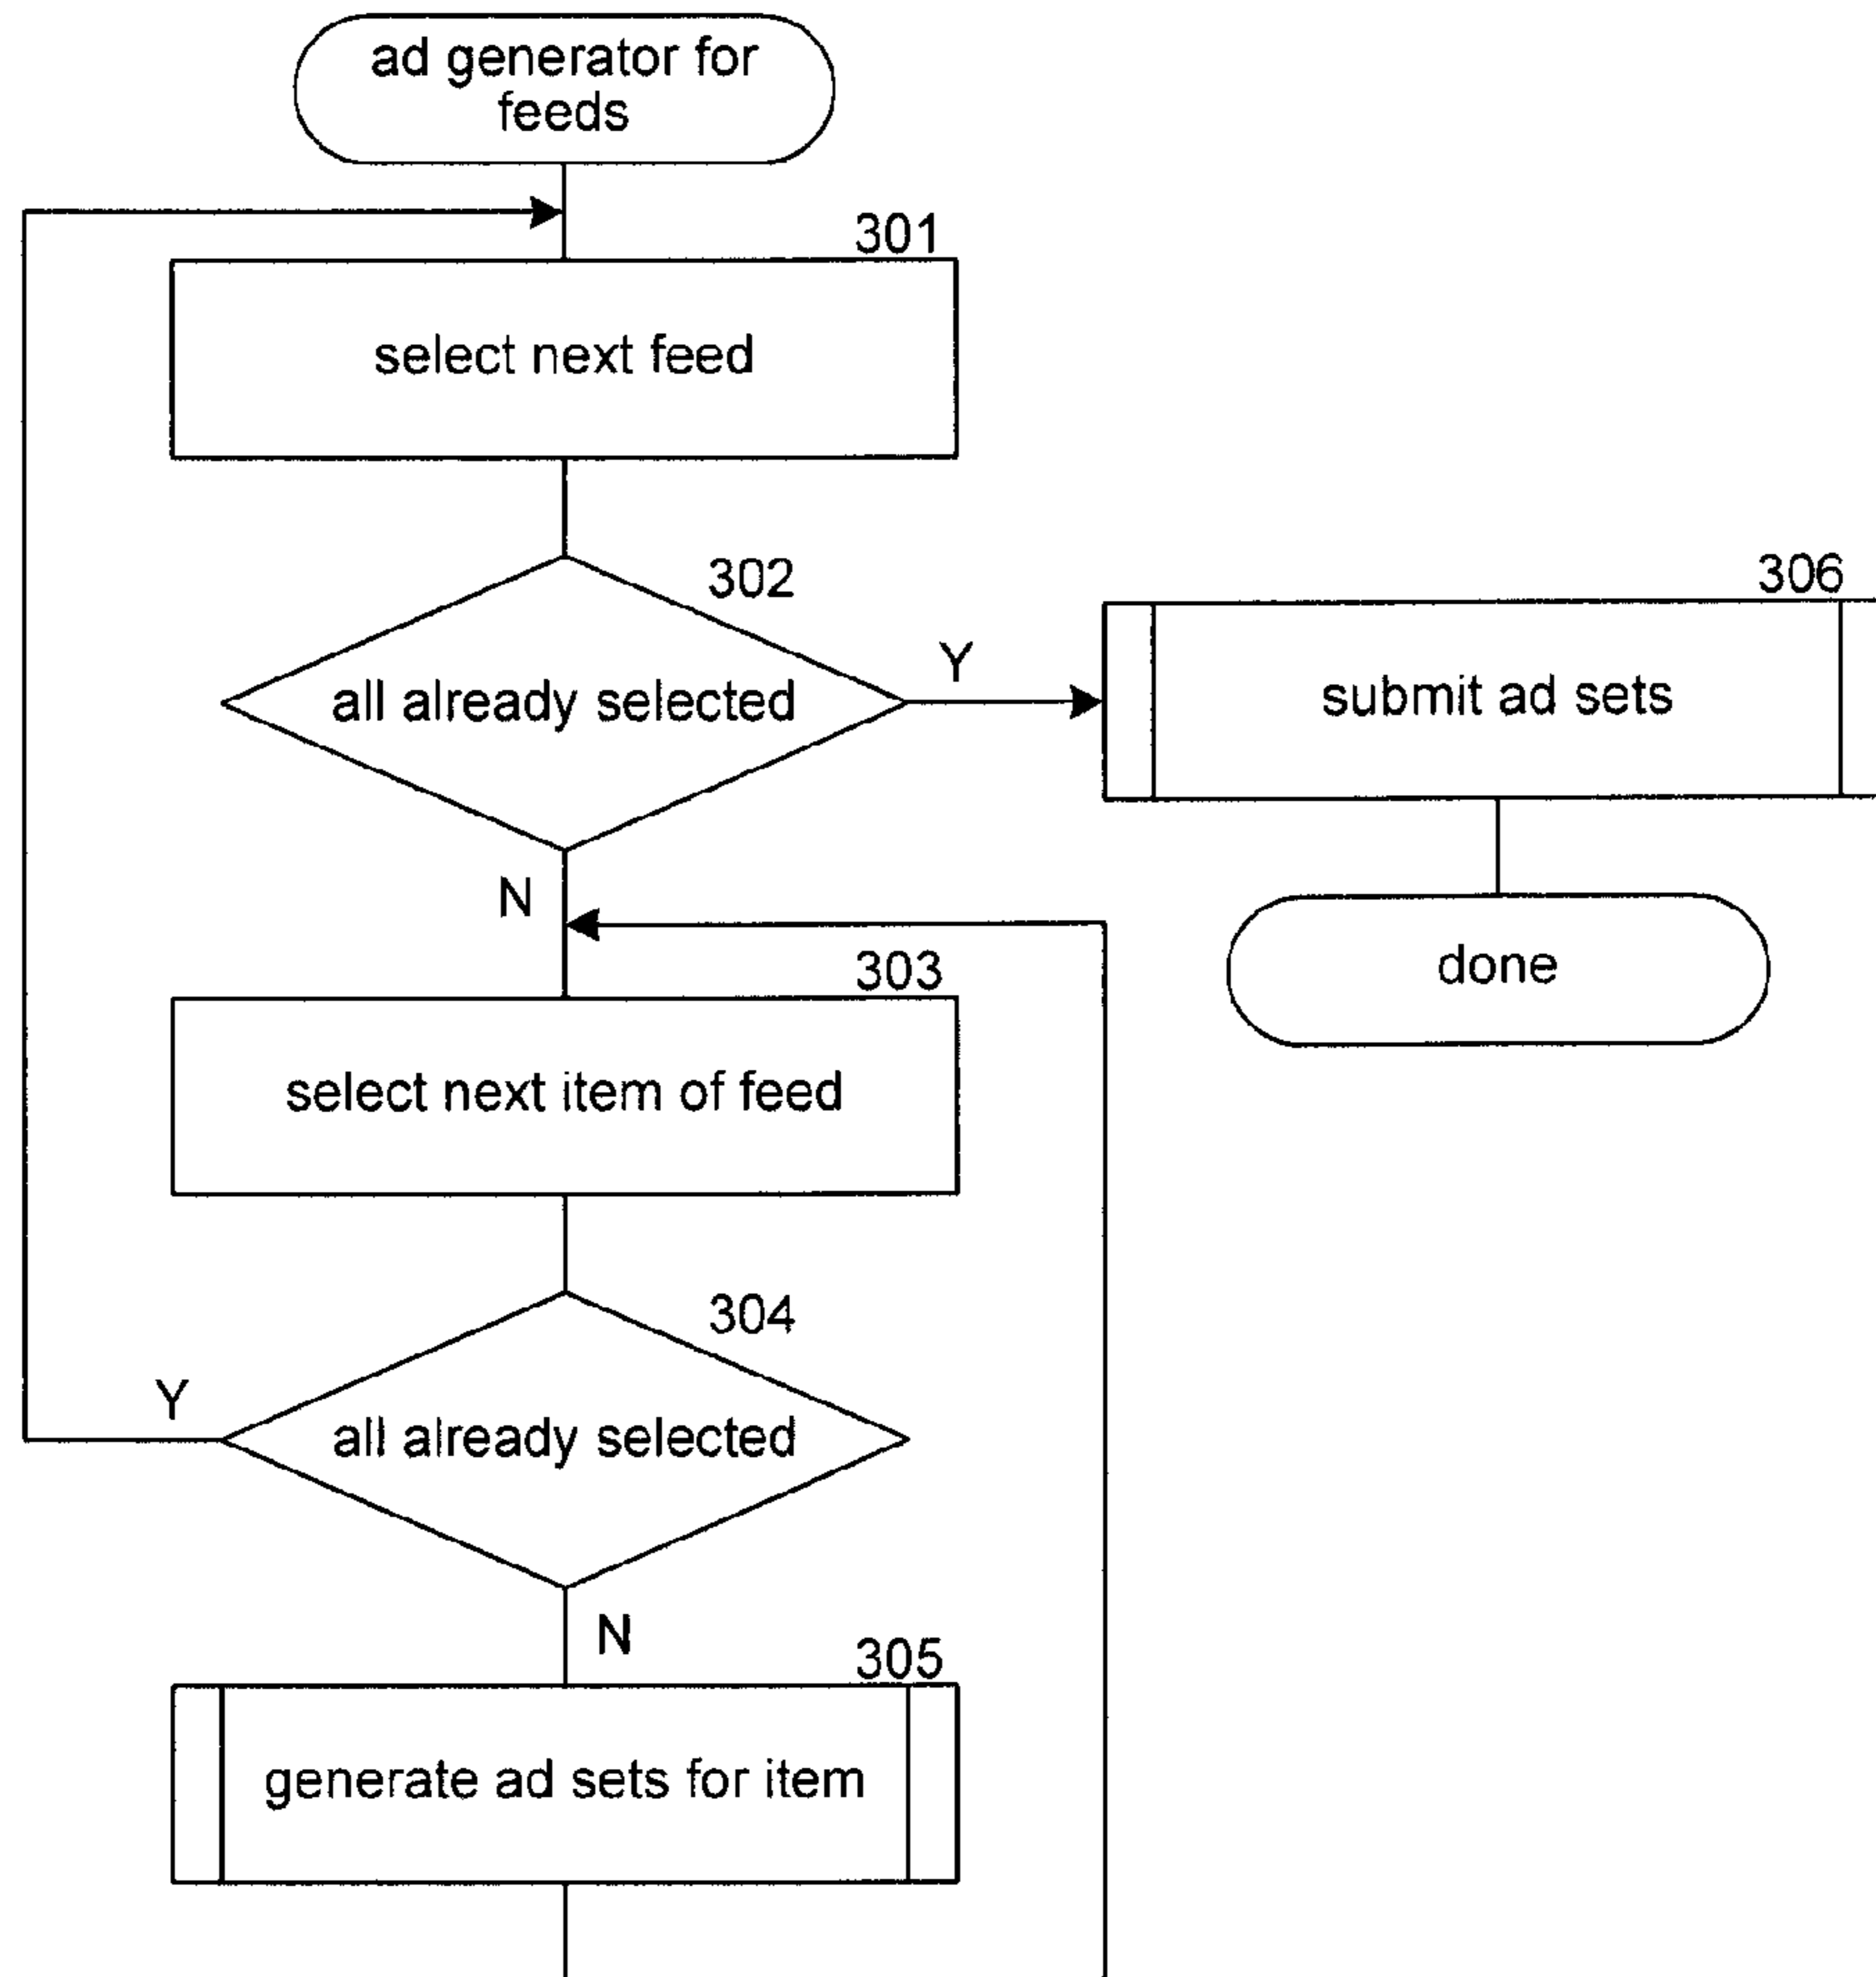 ad generator for
feeds
301
select next feed
302
all already selected
Y
306
submit ad sets
N
done
303
select next item of feed
304
all already selected
Y
N
305
generate ad sets for item